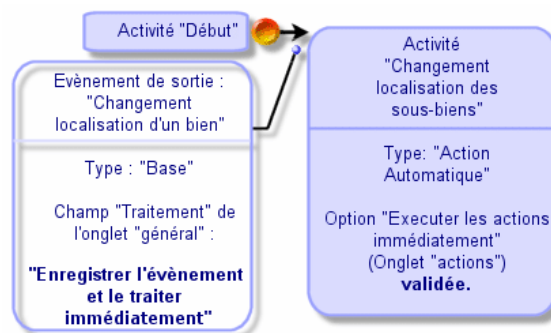 Activité "Début"
Evènement de sortie :
"Changement
localisation d'un bien"
Type : "Base"
Champ "Traitement" de
l'onglet "général" :
"Enregistrer l'évènement
et le traiter
immédiatement"
Activité
"Changement
localisation des
sous-biens"
Type: "Action
Automatique"
Option "Executer les actions
immédiatement"
(Onglet "actions")
validée.